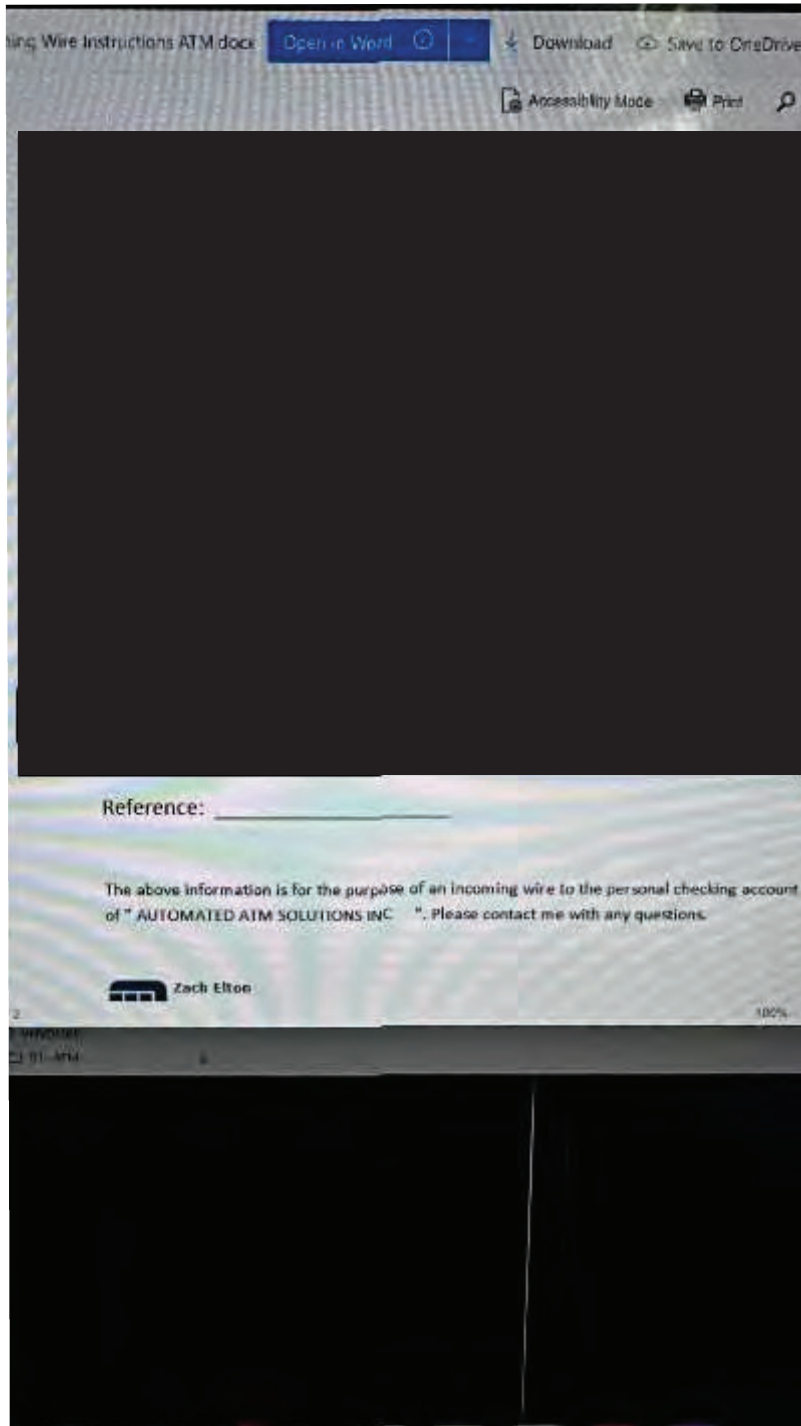 ing Wire Instructions ATM.docx Open in Word Download Save to OneDrive
Accessibility Mode Print
Reference:
The above information is for the purpose of an incoming wire to the personal checking account
of " AUTOMATED ATM SOLUTIONS INC ". Please contact me with any questions.
Zach Elton
2 100%